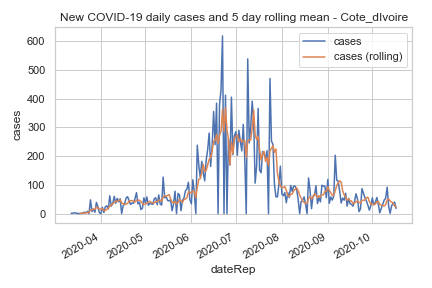 New COVID-19 daily cases and 5 day rolling mean - Cote_dIvoire
cases
cases (rolling)
600
500
400
300
200
100
0
cases
2020-04
2020-05
2020-06
2020-07
2020-08
2020-09
2020-10
dateRep